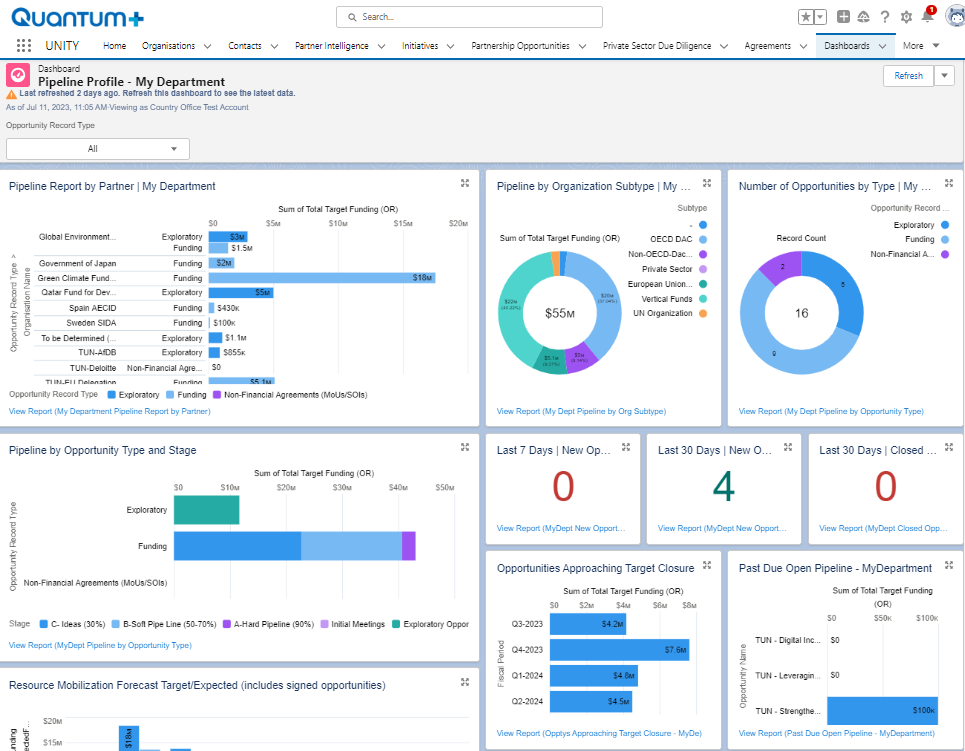 Quantum+
Search...
1
UNITY
Home
Organisations
Contacts
Partner Intelligence
Initiatives
Partnership Opportunities
Private Sector Due Diligence
Agreements
Dashboards
More
Dashboard
Pipeline Profile - My Department
Last refreshed 2 days ago. Refresh this dashboard to see the latest data.
As of Jul 11, 2023, 11:05 AM·Viewing as Country Office Test Account
Refresh
Opportunity Record Type
All
Pipeline Report by Partner | My Department
Sum of Total Target Funding (OR)
$0 $5M $10M $15M $20M
Opportunity Record Type >
Organisation Name
Global Environment... Exploratory $3M
Funding $1.5M
Government of Japan Funding $2M
Green Climate Fund... Funding $18M
Qatar Fund for Dev... Exploratory $5M
Spain AECID Funding $430K
Sweden SIDA Funding $100K
To be Determined (... Exploratory $1.1M
TUN-AfDB Exploratory $855K
TUN-Deloitte Non-Financial Agree... $0
TUN-EU Delegation Funding $5.1M
Opportunity Record Type Exploratory Funding Non-Financial Agreements (MoUs/SOIs)
View Report (My Department Pipeline Report by Partner)
Pipeline by Organization Subtype | My ...
Subtype
-
OECD DAC
Non-OECD-Dac...
Private Sector
European Union...
Vertical Funds
UN Organization
Sum of Total Target Funding (OR)
$55M
View Report (My Dept Pipeline by Org Subtype)
Number of Opportunities by Type | My ...
Opportunity Record ...
Exploratory
Funding
Non-Financial A...
Record Count
2
5
16
9
View Report (My Dept Pipeline by Opportunity Type)
Pipeline by Opportunity Type and Stage
Sum of Total Target Funding (OR)
$0 $10M $20M $30M $40M $50M
Opportunity Record Type
Exploratory
Funding
Non-Financial Agreements (MoUs/SOIs)
Stage C- Ideas (30%) B-Soft Pipe Line (50-70%) A-Hard Pipeline (90%) Initial Meetings Exploratory Oppor
View Report (MyDept Pipeline by Opportunity Type)
Last 7 Days | New Op...
0
View Report (MyDept New Opport...
Last 30 Days | New O...
4
View Report (MyDept New Opport...
Last 30 Days | Closed ...
0
View Report (MyDept Closed Opp...
Opportunities Approaching Target Closure
Sum of Total Target Funding (OR)
$0 $2M $4M $6M $8M
Fiscal Period
Q3-2023 $4.2M
Q4-2023 $7.6M
Q1-2024 $4.8M
Q2-2024 $4.5M
View Report (Opptys Approaching Target Closure - MyDe)
Past Due Open Pipeline - MyDepartment
Sum of Total Target Funding
(OR)
$0 $50K $100K
Opportunity Name
TUN - Digital Inc... $0
TUN - Leveragin... $0
TUN - Strengthe... $100K
View Report (Past Due Open Pipeline - MyDepartment)
Resource Mobilization Forecast Target/Expected (includes signed opportunities)
$20M
$15M
$18M